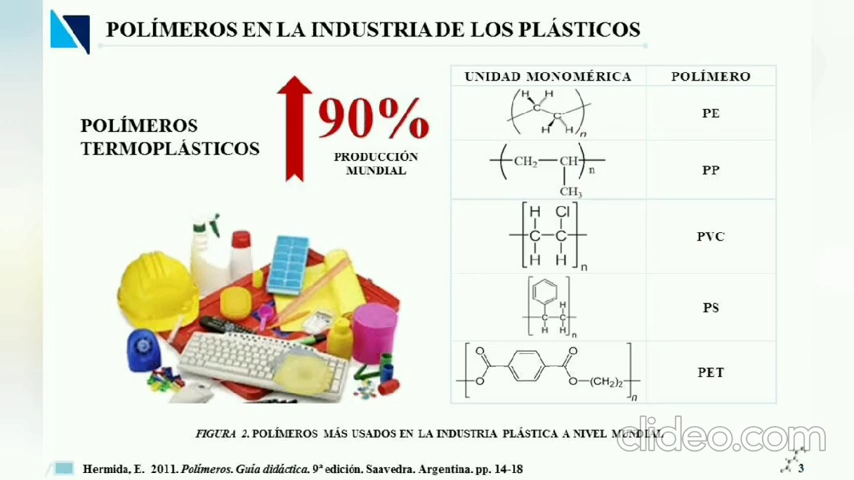 POLÍMEROS EN LA INDUSTRIA DE LOS PLÁSTICOS
POLÍMEROS
TERMOPLÁSTICOS
90%
PRODUCCIÓN
MUNDIAL
UNIDAD MONOMÉRICA POLÍMERO
H H
C C
H H n
PE
CH2 CH n
CH3
PP
H Cl
C C
H H n
PVC
H
C C
H H n
PS
O O
O O (CH2)2 n
PET
FIGURA 2. POLÍMEROS MÁS USADOS EN LA INDUSTRIA PLÁSTICA A NIVEL MUNDIAL
clideo.com
Hermida, E. 2011. Polímeros. Guía didáctica. 9ª edición. Saavedra. Argentina. pp. 14-18
3